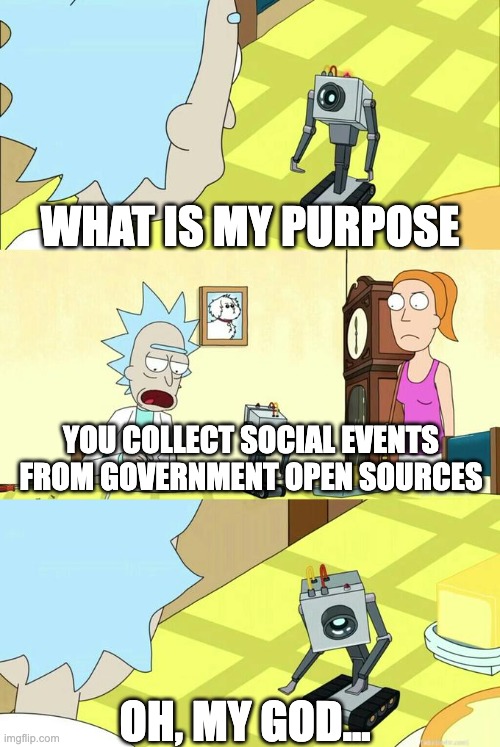 WHAT IS MY PURPOSE
YOU COLLECT SOCIAL EVENTS
FROM GOVERNMENT OPEN SOURCES
OH, MY GOD...
imgflip.com